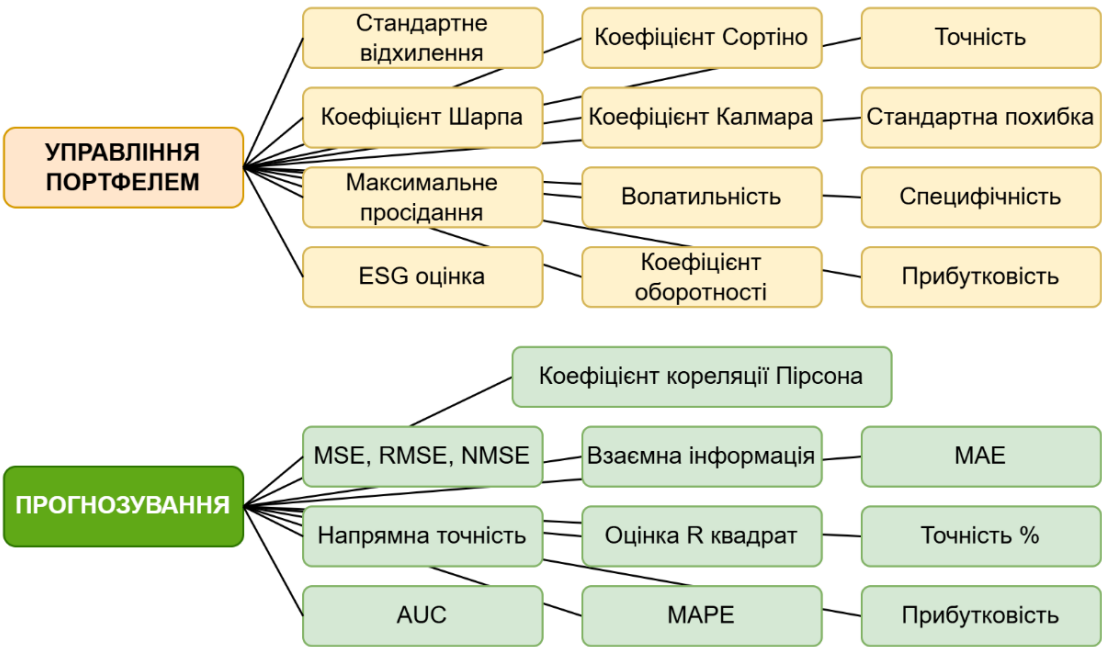 Стандартне
відхилення
Коефіцієнт Сортіно
Точність
Коефіцієнт Шарпа
Коефіцієнт Калмара
Стандартна похибка
УПРАВЛІННЯ
ПОРТФЕЛЕМ
Максимальне
просідання
Волатильність
Специфічність
ESG оцінка
Коефіцієнт
оборотності
Прибутковість
Коефіцієнт кореляції Пірсона
MSE, RMSE, NMSE
Взаємна інформація
MAE
ПРОГНОЗУВАННЯ
Напрямна точність
Оцінка R квадрат
Точність %
AUC
MAPE
Прибутковість